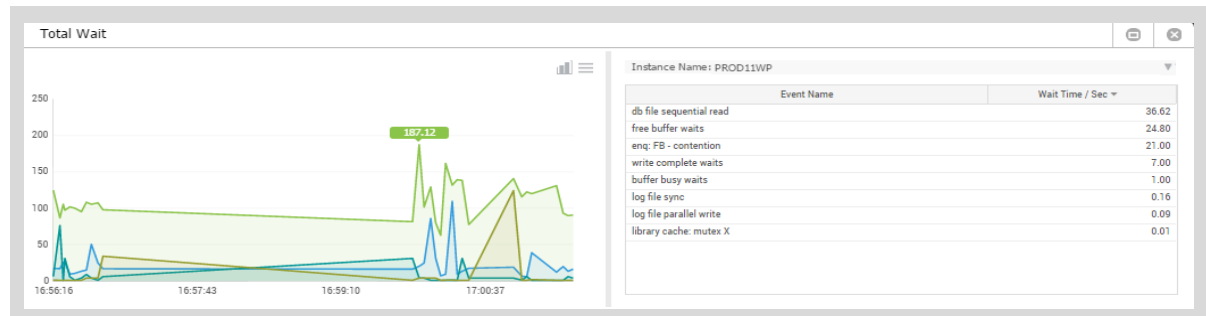 Total Wait
250
200
150
100
50
0
187.12
16:56:16 16:57:43 16:59:10 17:00:37
Instance Name: PROD11WP
Event Name Wait Time / Sec
db file sequential read 36.62
free buffer waits 24.80
enq: FB - contention 21.00
write complete waits 7.00
buffer busy waits 1.00
log file sync 0.16
log file parallel write 0.09
library cache: mutex X 0.01